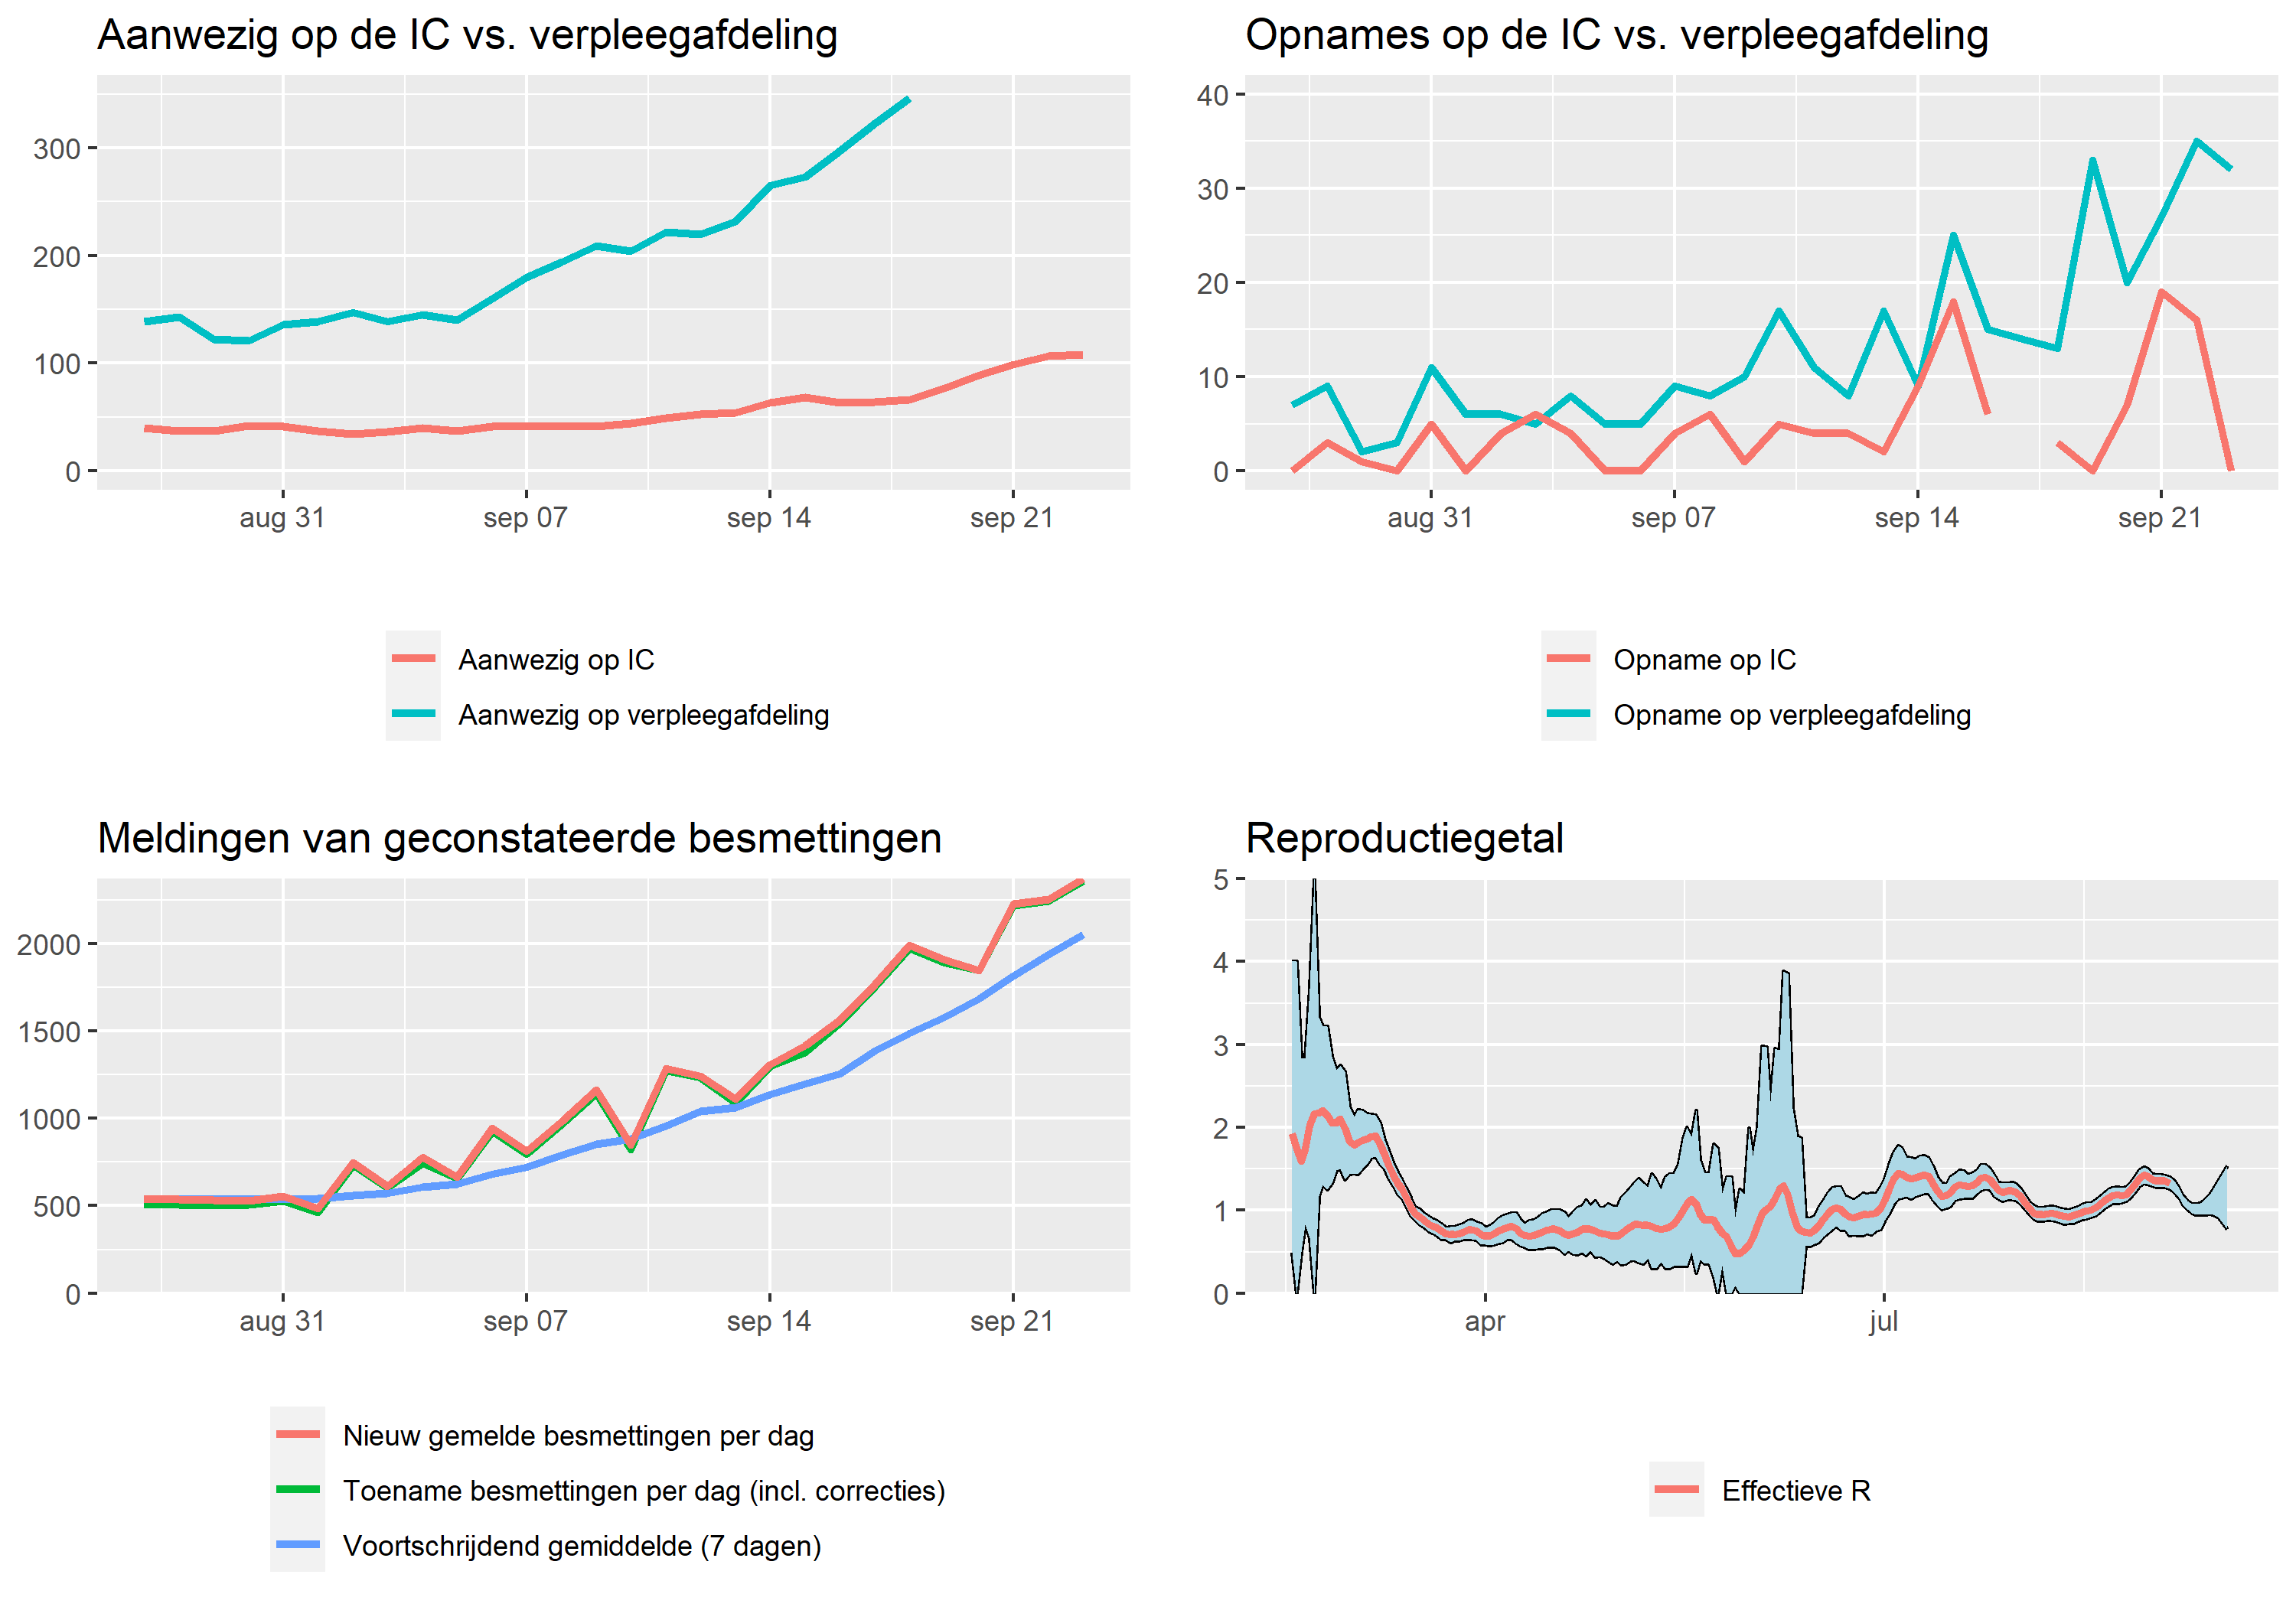 Aanwezig op de IC vs. verpleegafdeling
300
200
100
0
aug 31
sep 07
sep 14
sep 21
Aanwezig op IC
Aanwezig op verpleegafdeling
Opnames op de IC vs. verpleegafdeling
40
30
20
10
0
aug 31
sep 07
sep 14
sep 21
Opname op IC
Opname op verpleegafdeling
Meldingen van geconstateerde besmettingen
2000
1500
1000
500
0
aug 31
sep 07
sep 14
sep 21
Nieuw gemelde besmettingen per dag
Toename besmettingen per dag (incl. correcties)
Voortschrijdend gemiddelde (7 dagen)
Reproductiegetal
5
4
3
2
1
0
apr
jul
Effectieve R